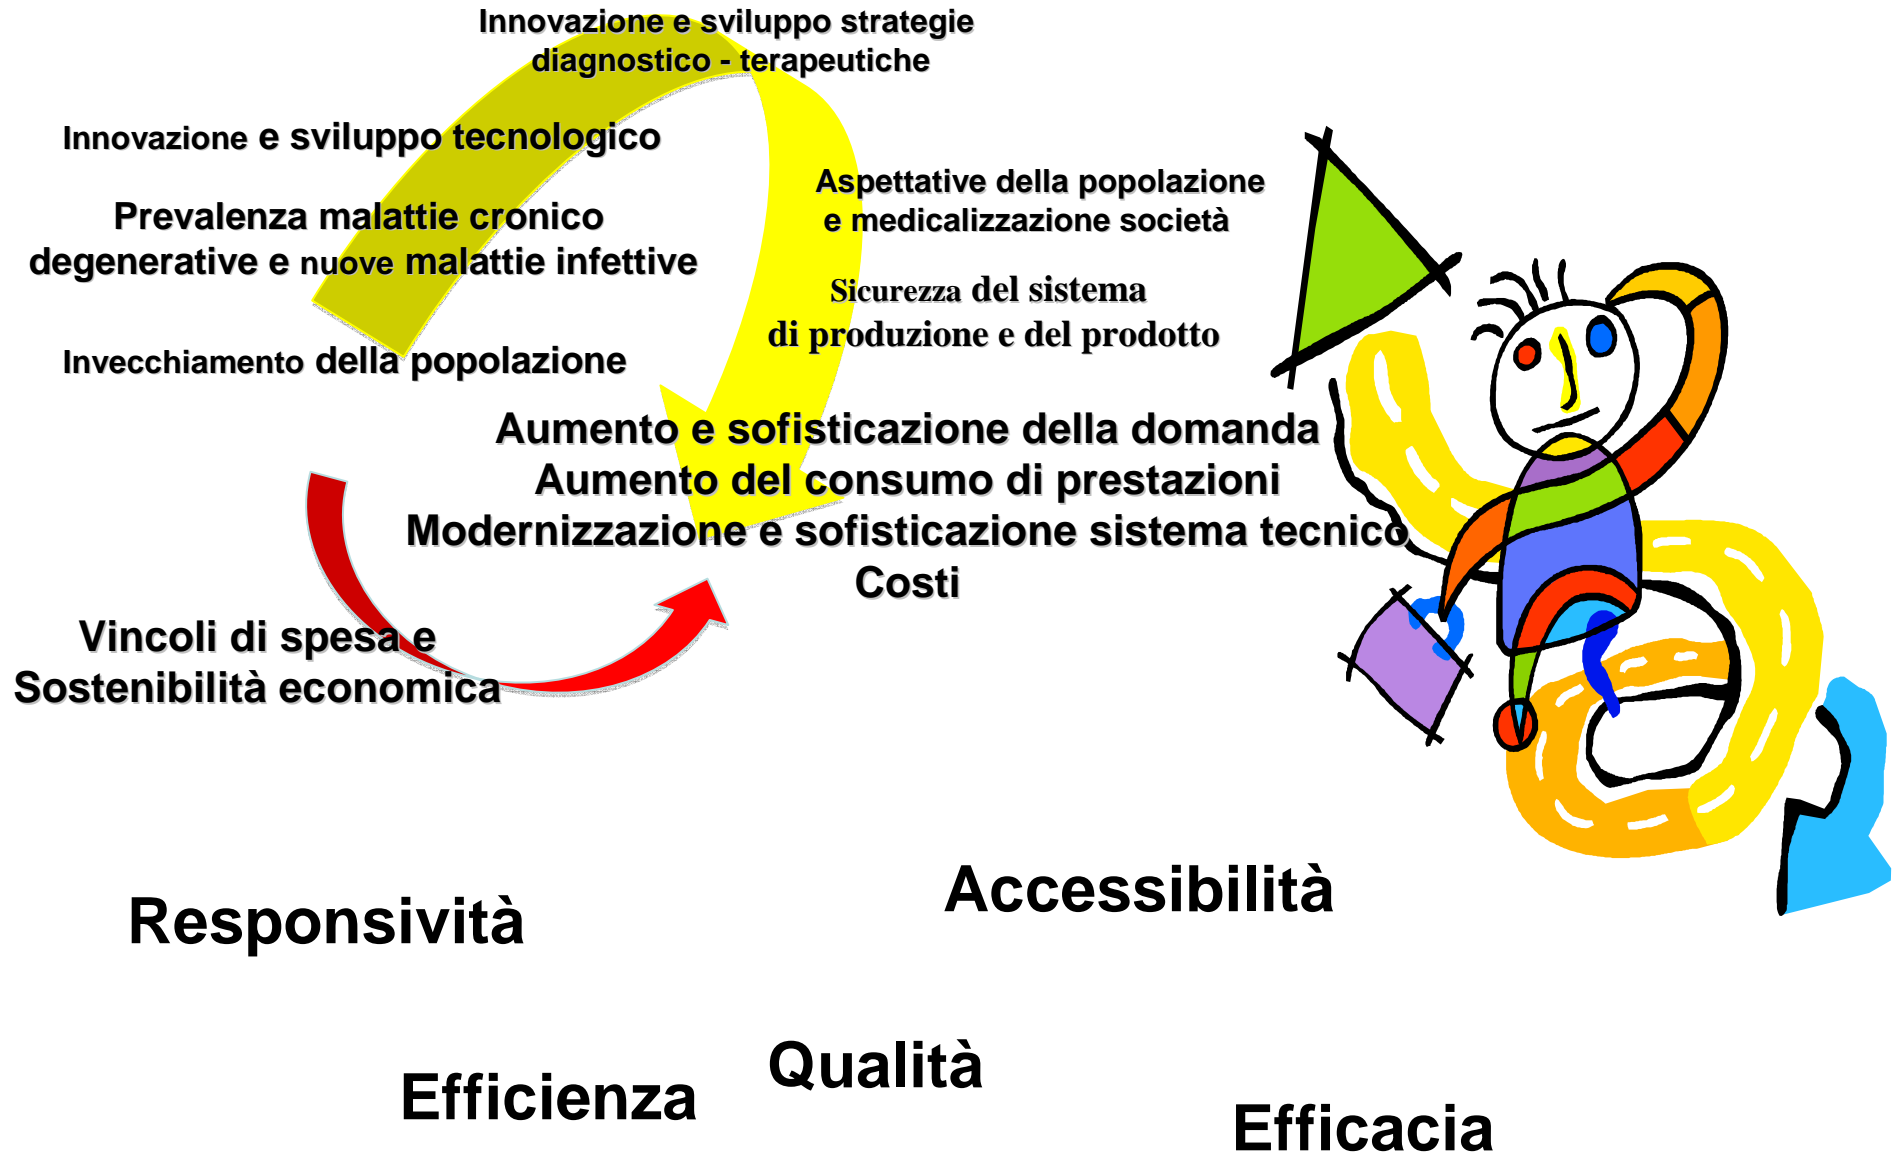 Innovazione e sviluppo strategie
diagnostico - terapeutiche
Innovazione e sviluppo tecnologico
Prevalenza malattie cronico
degenerative e nuove malattie infettive
Invecchiamento della popolazione
Aspettative della popolazione
e medicalizzazione società
Sicurezza del sistema
di produzione e del prodotto
Aumento e sofisticazione della domanda
Aumento del consumo di prestazioni
Modernizzazione e sofisticazione sistema tecnico
Costi
Vincoli di spesa e
Sostenibilità economica
Accessibilità
Responsività
Qualità
Efficienza
Efficacia